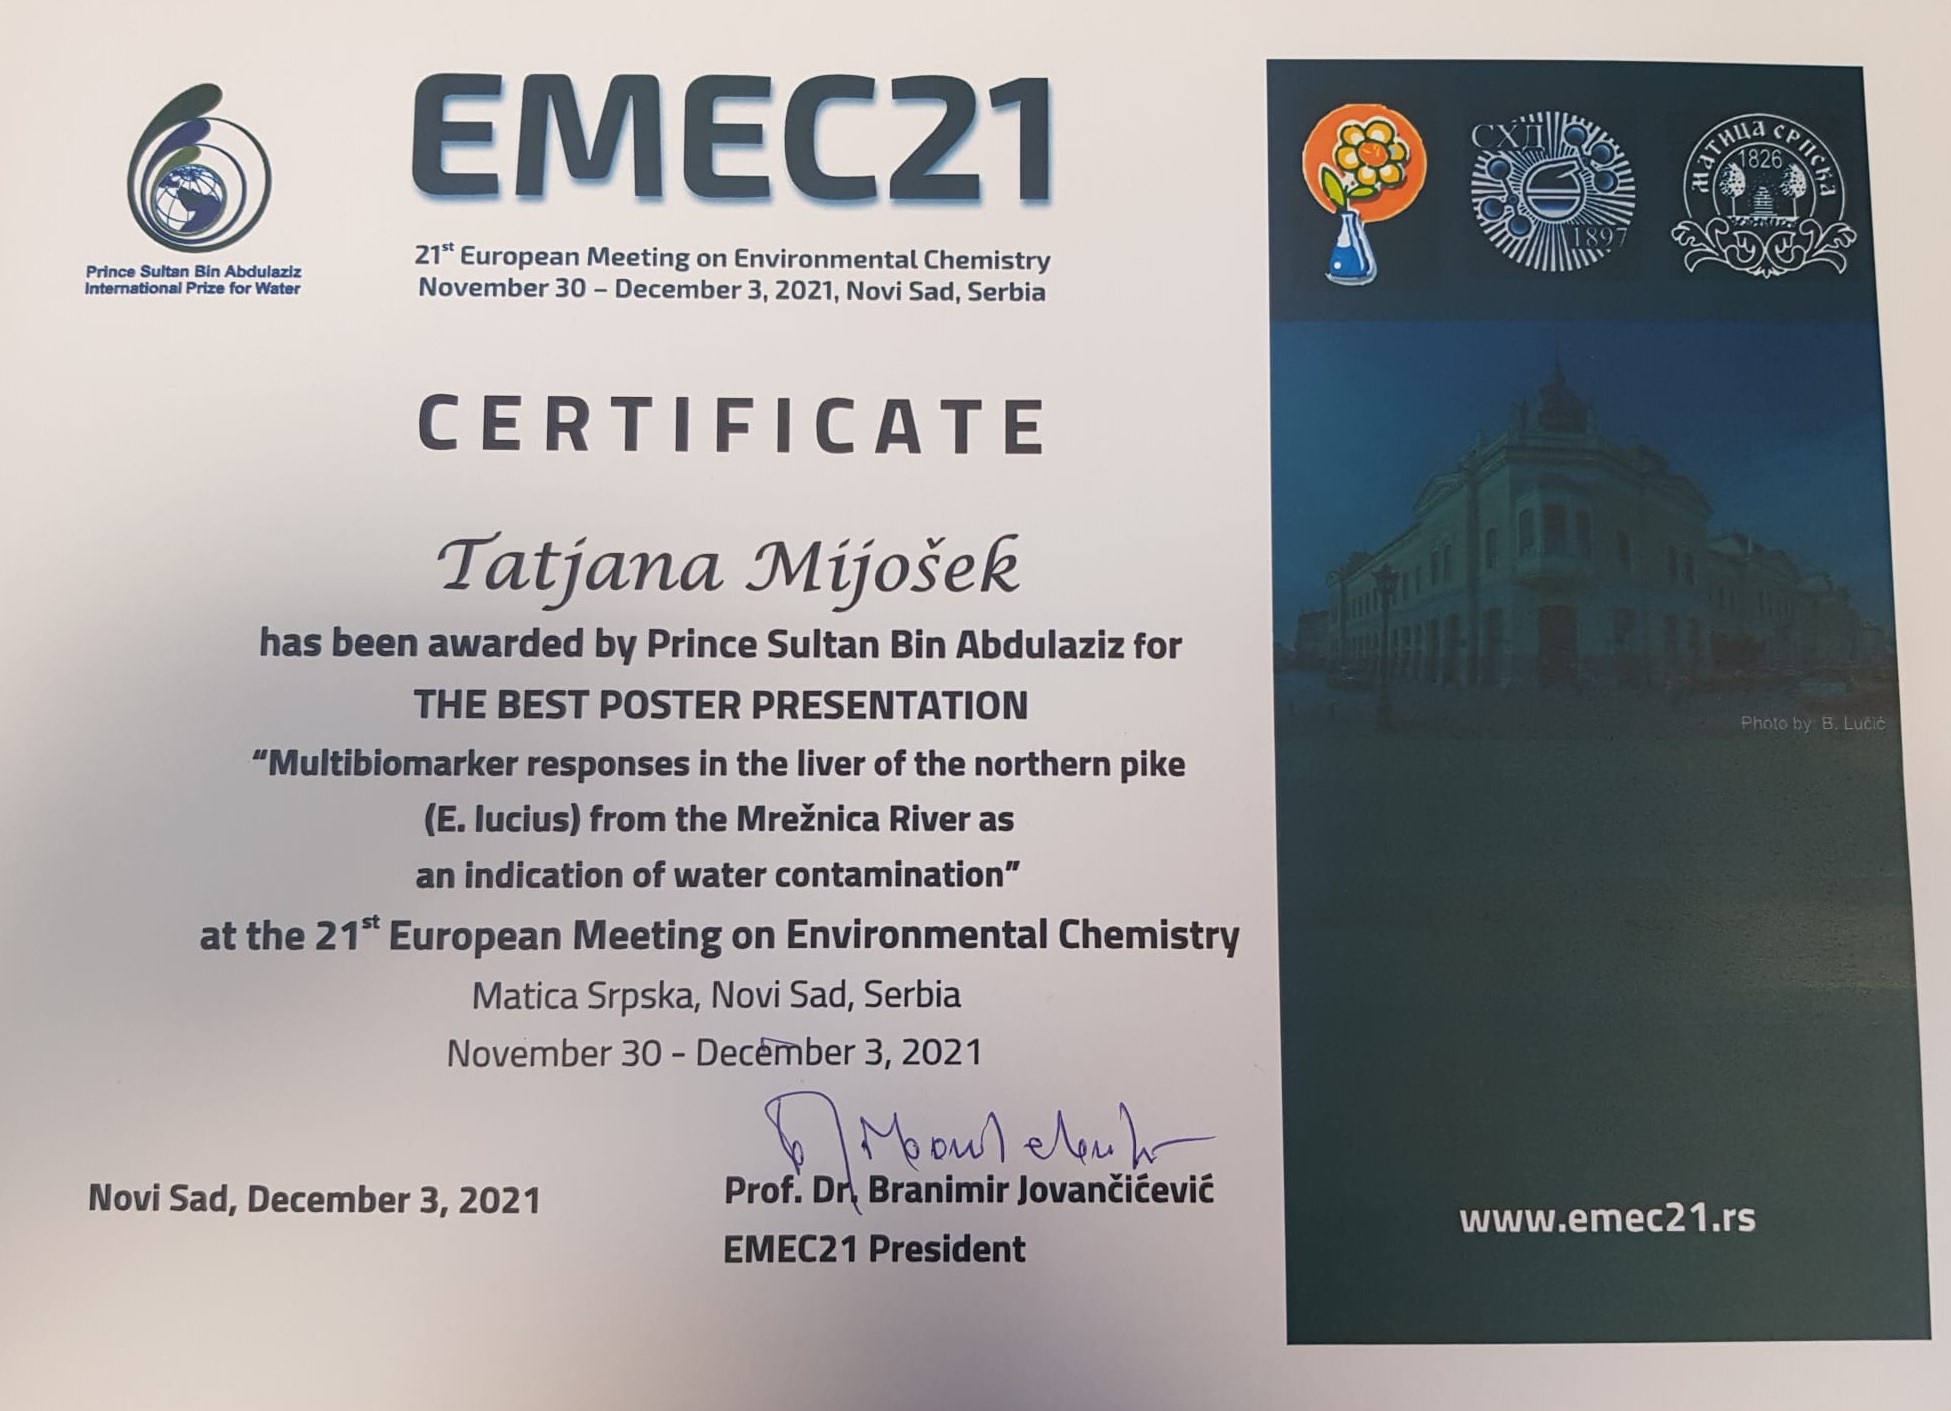 EMEC21
Prince Sultan Bin Abdulaziz
International Prize for Water
21st European Meeting on Environmental Chemistry
November 30 – December 3, 2021, Novi Sad, Serbia
CERTIFICATE
Tatjana Mijošek
has been awarded by Prince Sultan Bin Abdulaziz for
THE BEST POSTER PRESENTATION
“Multibiomarker responses in the liver of the northern pike
(E. lucius) from the Mrežnica River as
an indication of water contamination”
at the 21st European Meeting on Environmental Chemistry
Matica Srpska, Novi Sad, Serbia
November 30 - December 3, 2021
Prof. Dr. Branimir Jovančićević
EMEC21 President
Novi Sad, December 3, 2021
СХД
1897
МАТИЦА СРПСКА
1826
Photo by: B. Lučić
www.emec21.rs